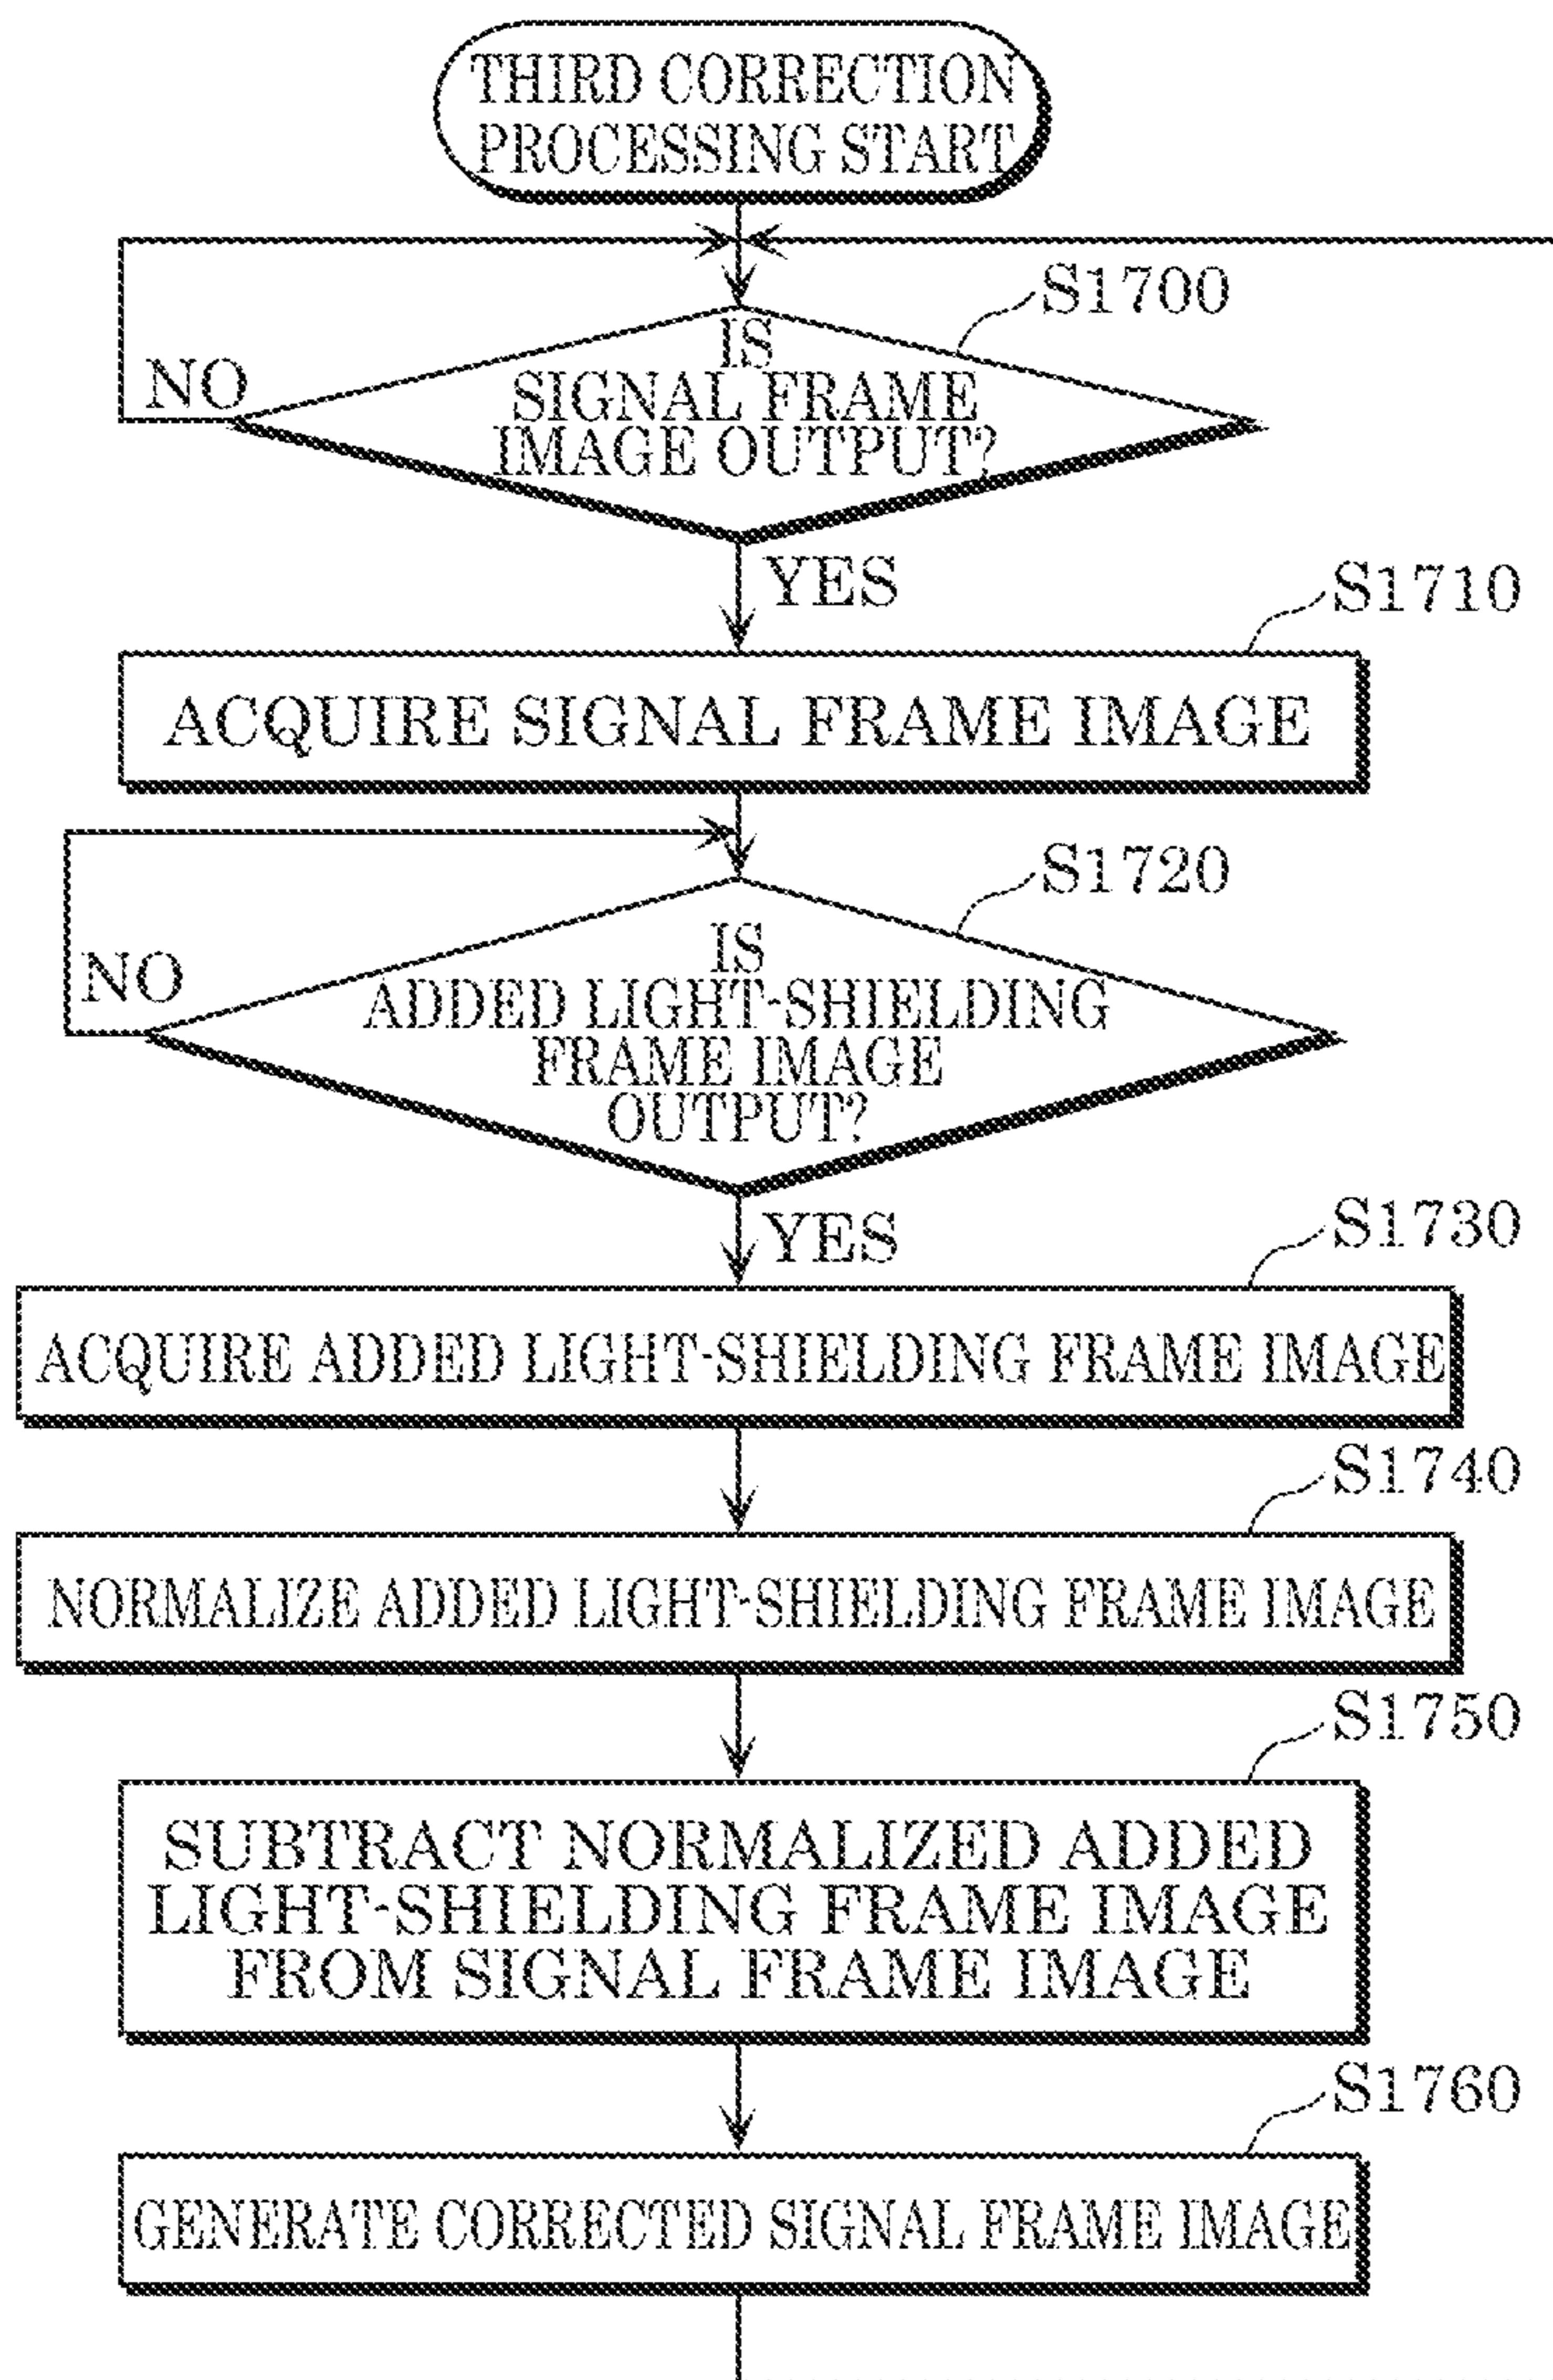 THIRD CORRECTION
PROCESSING START
S1700
IS
SIGNAL FRAME
IMAGE OUTPUT?
NO
YES
S1710
ACQUIRE SIGNAL FRAME IMAGE
S1720
IS
ADDED LIGHT-SHIELDING
FRAME IMAGE
OUTPUT?
NO
YES
S1730
ACQUIRE ADDED LIGHT-SHIELDING FRAME IMAGE
S1740
NORMALIZE ADDED LIGHT-SHIELDING FRAME IMAGE
S1750
SUBTRACT NORMALIZED ADDED
LIGHT-SHIELDING FRAME IMAGE
FROM SIGNAL FRAME IMAGE
S1760
GENERATE CORRECTED SIGNAL FRAME IMAGE